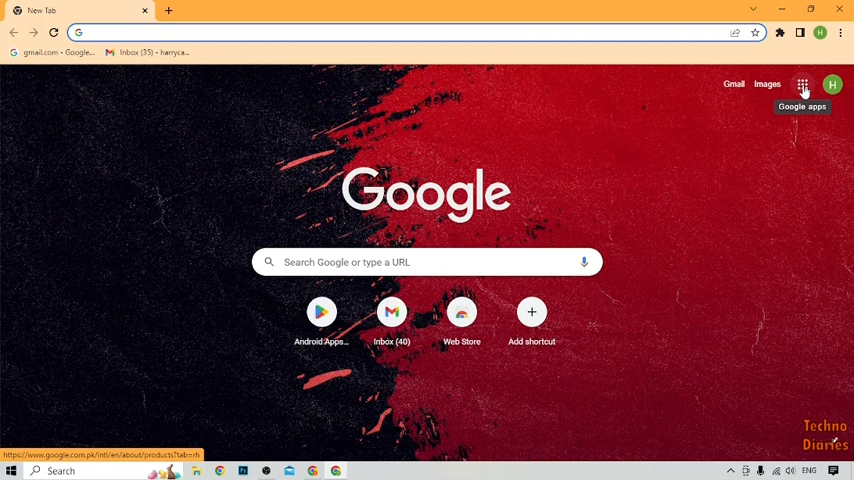 New Tab
gmail.com - Google...
Inbox (35) - harryca...
H
Gmail
Images
H
Google apps
Google
Search Google or type a URL
Android Apps...
Inbox (40)
Web Store
Add shortcut
Techno
Diaries
https://www.google.com.pk/intl/en/about/products?tab=rh
Search
ENG